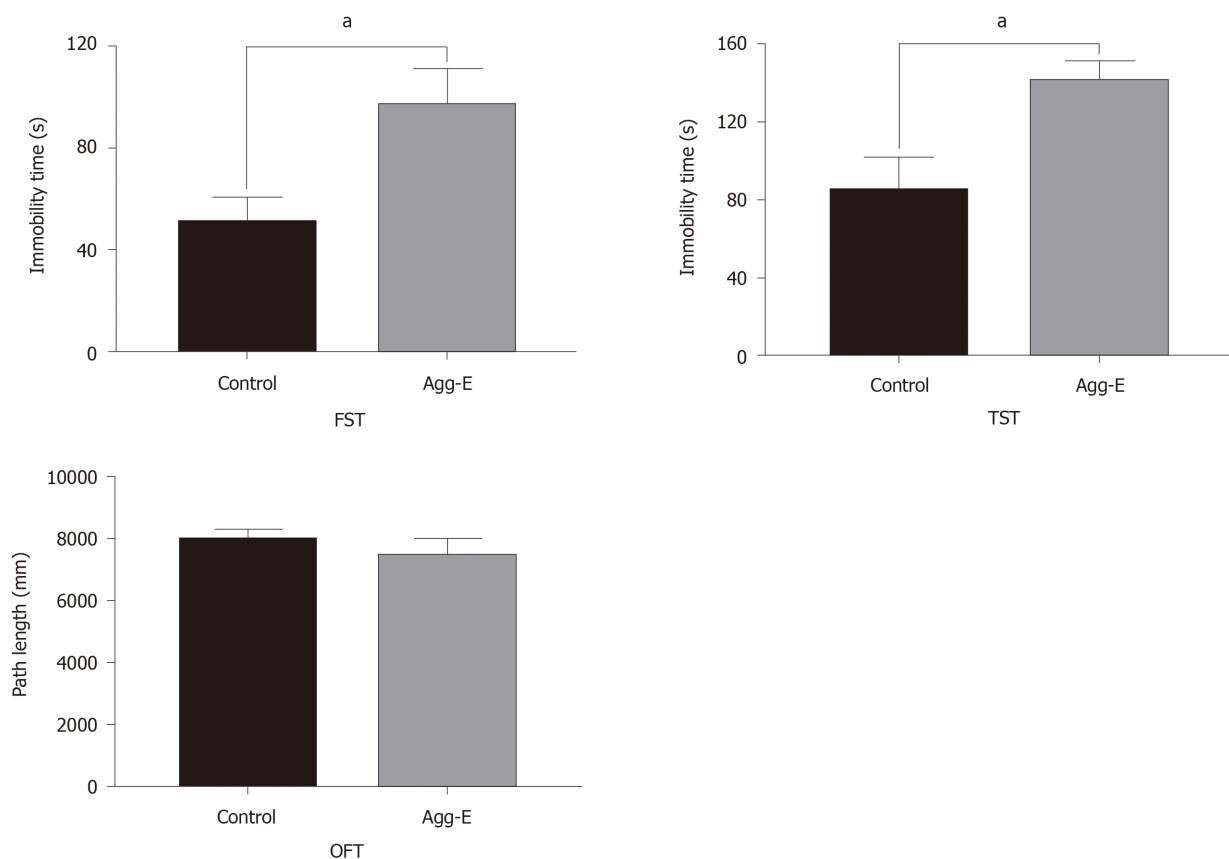 a
120
80
40
0
Immobility time (s)
Control Agg-E
FST
a
160
120
80
40
0
Immobility time (s)
Control Agg-E
TST
10000
8000
6000
4000
2000
0
Path length (mm)
Control Agg-E
OFT